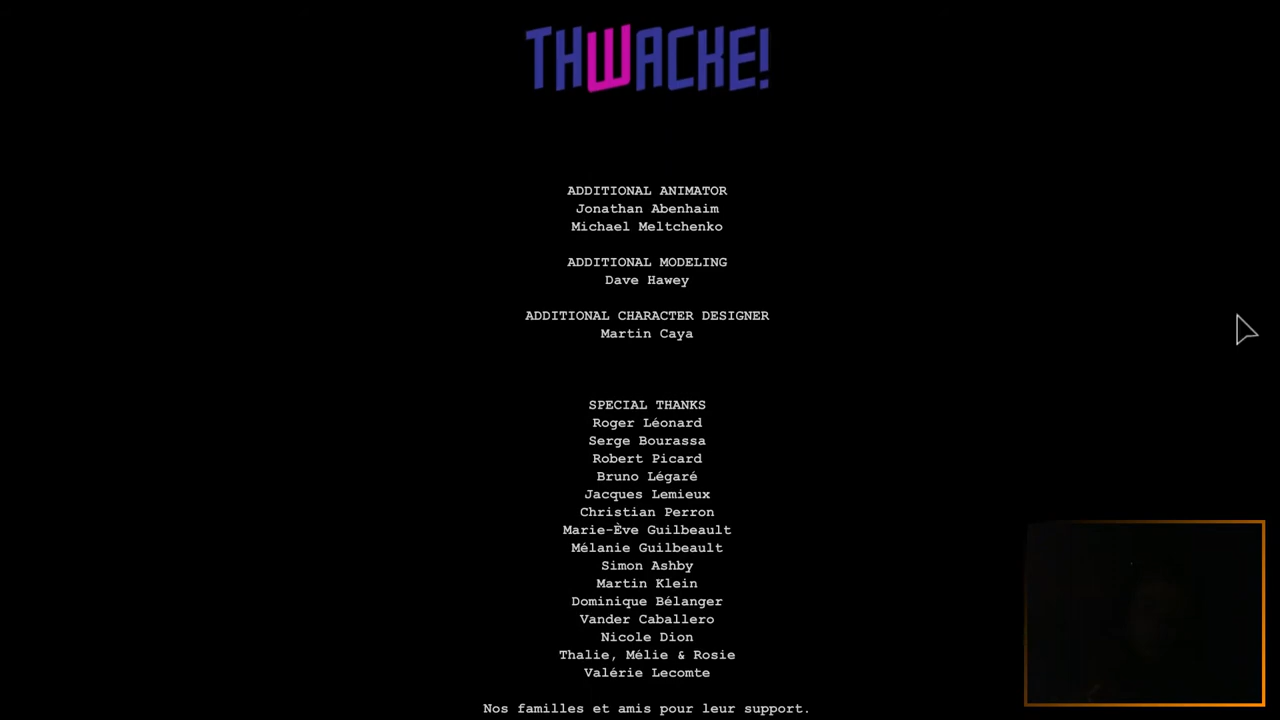 THWACKE!
ADDITIONAL ANIMATOR
Jonathan Abenhaim
Michael Meltchenko
ADDITIONAL MODELING
Dave Hawey
ADDITIONAL CHARACTER DESIGNER
Martin Caya
SPECIAL THANKS
Roger Léonard
Serge Bourassa
Robert Picard
Bruno Légaré
Jacques Lemieux
Christian Perron
Marie-Ève Guilbeault
Mélanie Guilbeault
Simon Ashby
Martin Klein
Dominique Bélanger
Vander Caballero
Nicole Dion
Thalie, Mélie & Rosie
Valérie Lecomte
Nos familles et amis pour leur support.